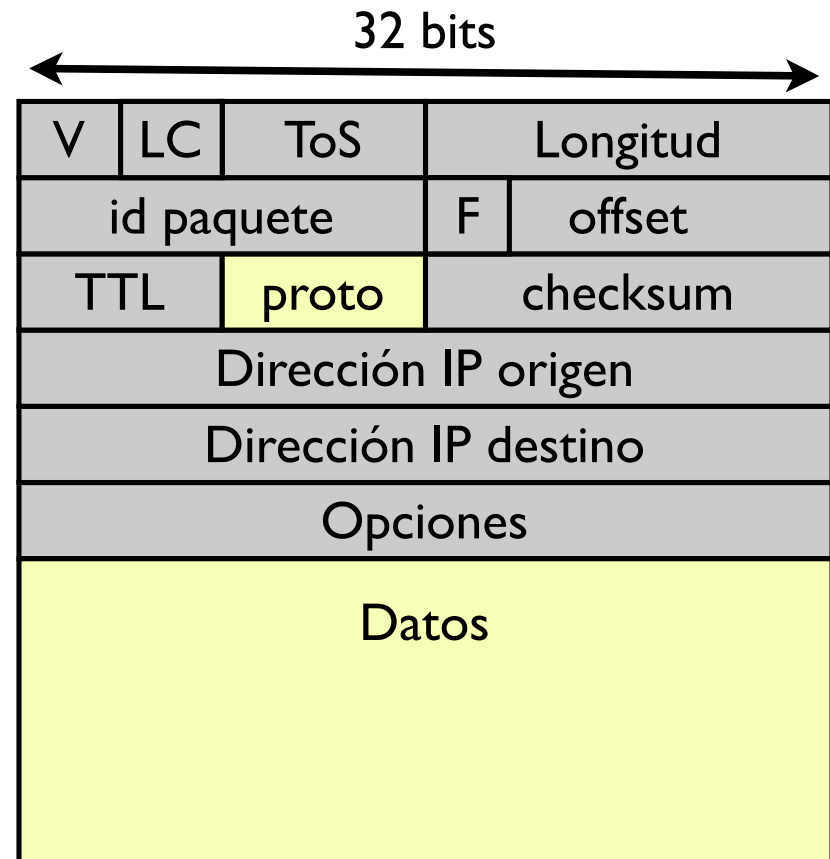 32 bits
V LC ToS Longitud
id paquete F offset
TTL proto checksum
Dirección IP origen
Dirección IP destino
Opciones
Datos